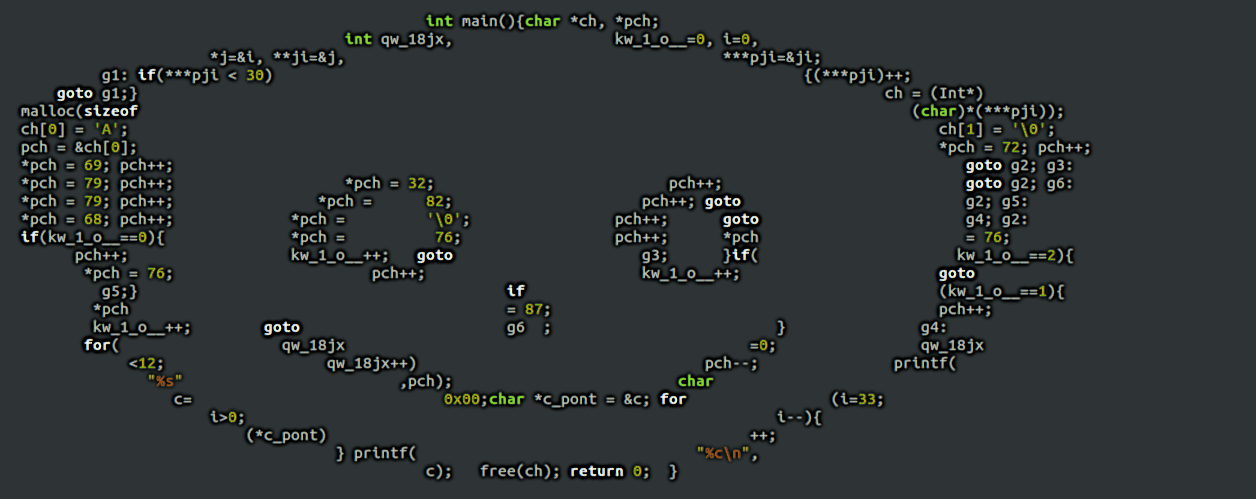 int main(){char *ch, *pch;
int qw_18jx, kw_1_o__=0, i=0,
*j=&i, **ji=&j, ***pji=&ji;
g1: if(***pji < 30) {(***pji)++;
goto g1;} ch = (Int*)
malloc(sizeof (char)*(***pji));
ch[0] = 'A'; ch[1] = '\0';
pch = &ch[0]; *pch = 72; pch++;
*pch = 69; pch++; goto g2; g3:
*pch = 79; pch++; *pch = 32; pch++; goto g2; g6:
*pch = 79; pch++; *pch = 82; pch++; goto g2; g5:
*pch = 68; pch++; *pch = '\0'; pch++; goto g4; g2:
if(kw_1_o__==0){ *pch = 76; pch++; *pch = 76;
pch++; kw_1_o__++; goto g3; }if( kw_1_o__==2){
*pch = 76; pch++; kw_1_o__++; goto
g5;} if (kw_1_o__==1){
*pch = 87; pch++;
kw_1_o__++; goto g6 ; } g4:
for( qw_18jx =0; qw_18jx
<12; qw_18jx++) pch--; printf(
"%s" ,pch); char
c= 0x00;char *c_pont = &c; for (i=33;
i>0; i--){
(*c_pont) ++;
} printf( "%c\n",
c); free(ch); return 0; }